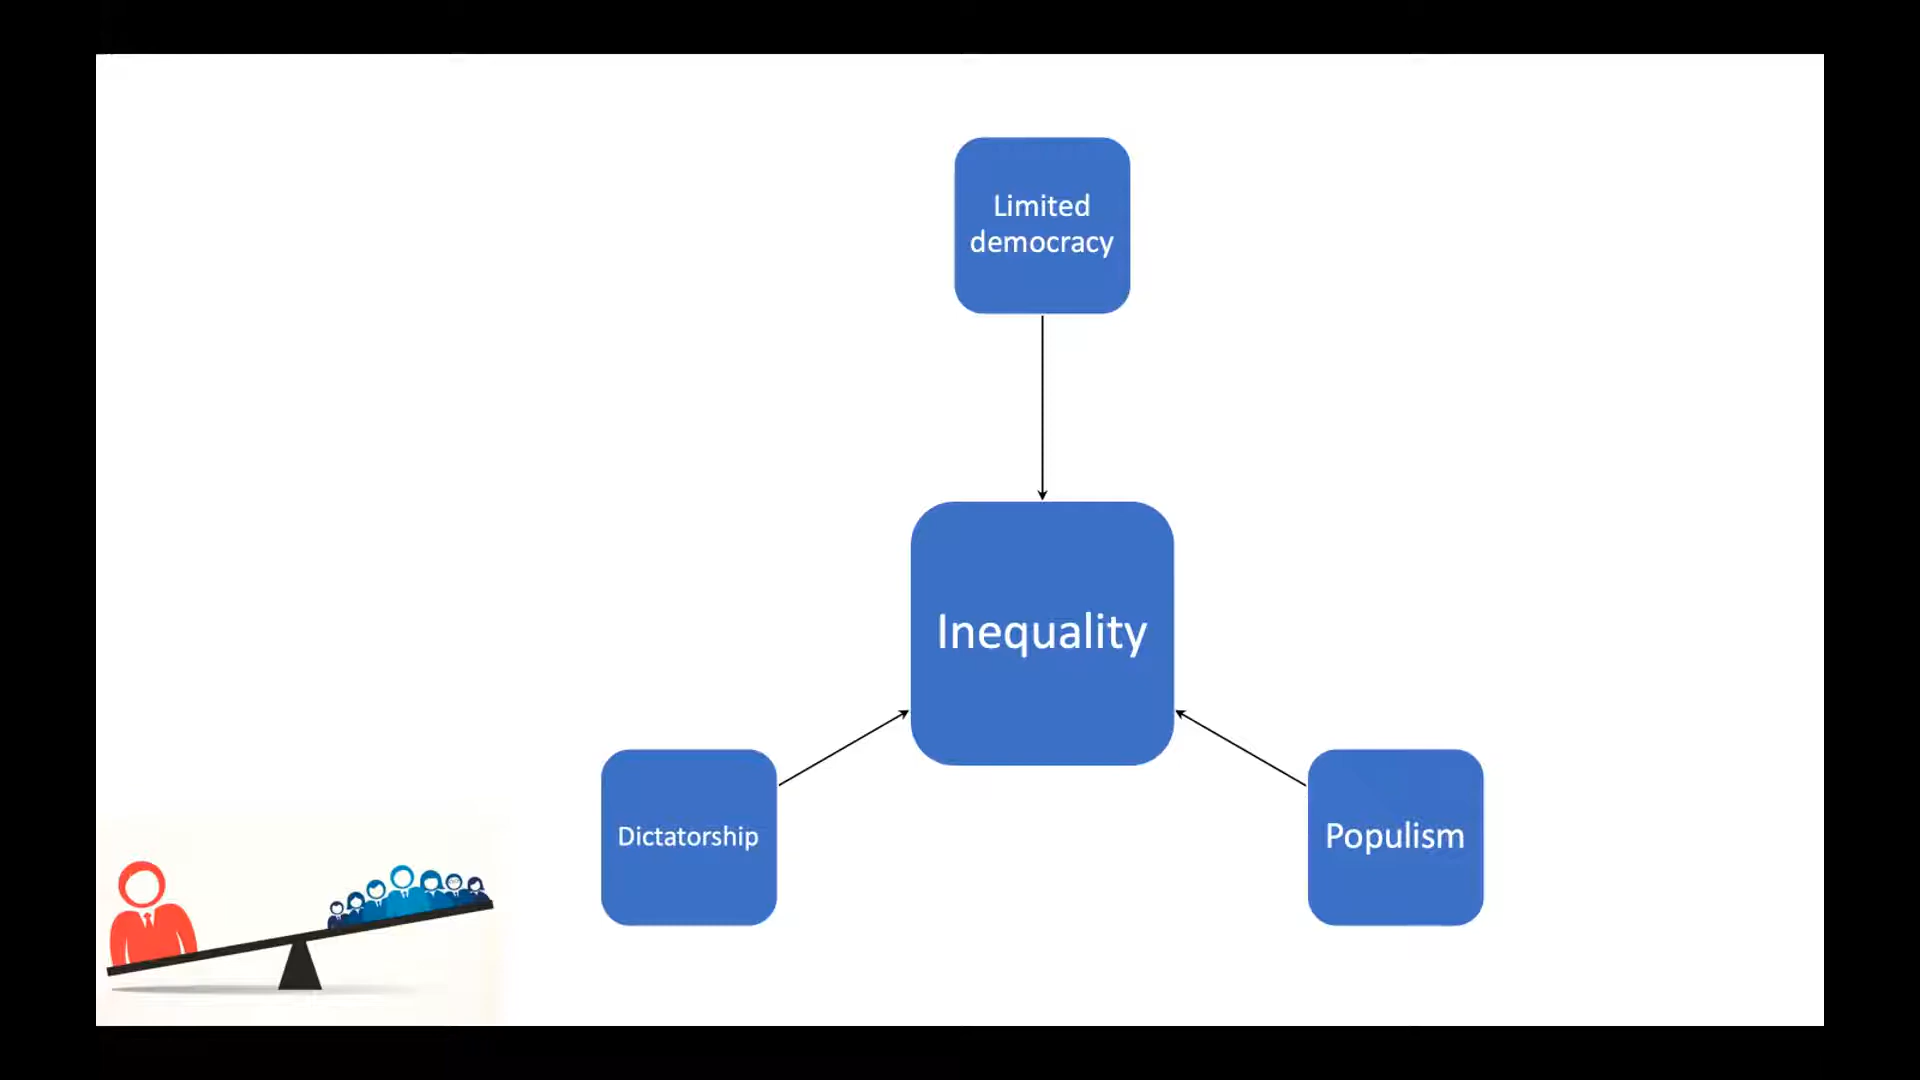 Limited
democracy
Inequality
Dictatorship
Populism